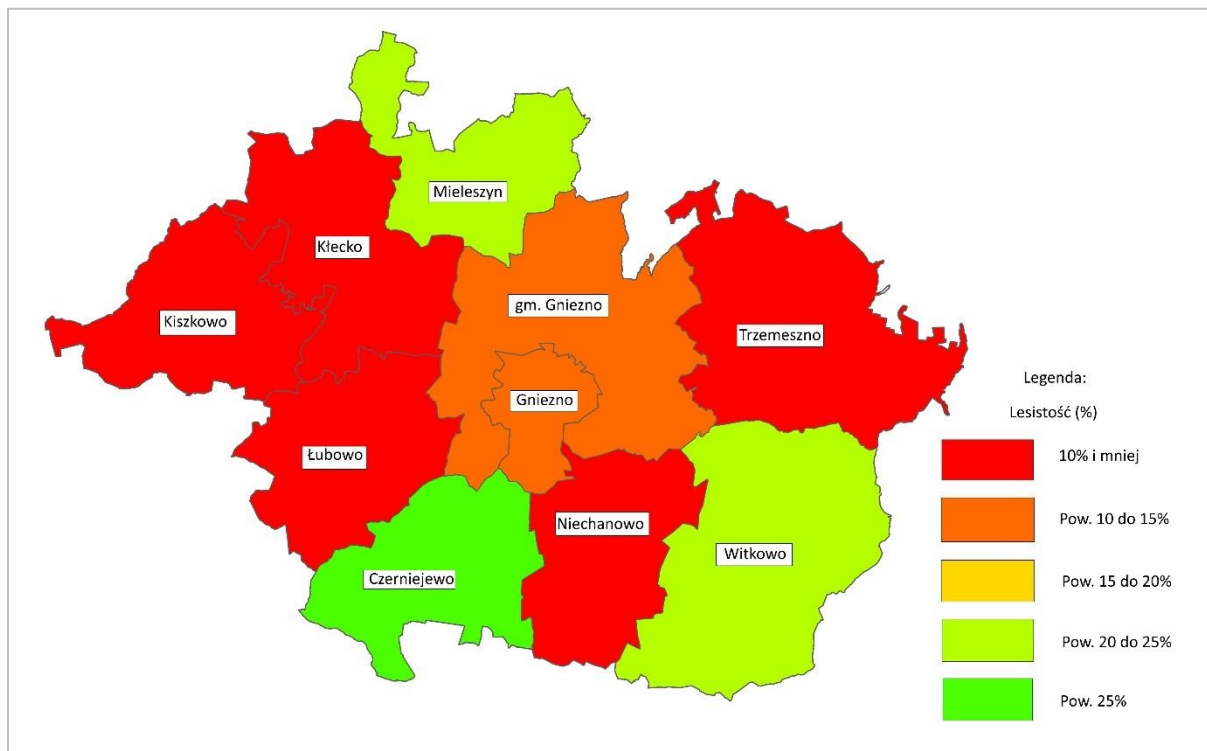 Mieleszyn
Kłecko
gm. Gniezno
Kiszkowo
Trzemeszno
Gniezno
Łubowo
Niechanowo
Witkowo
Czerniejewo
Legenda:
Lesistość (%)
10% i mniej
Pow. 10 do 15%
Pow. 15 do 20%
Pow. 20 do 25%
Pow. 25%